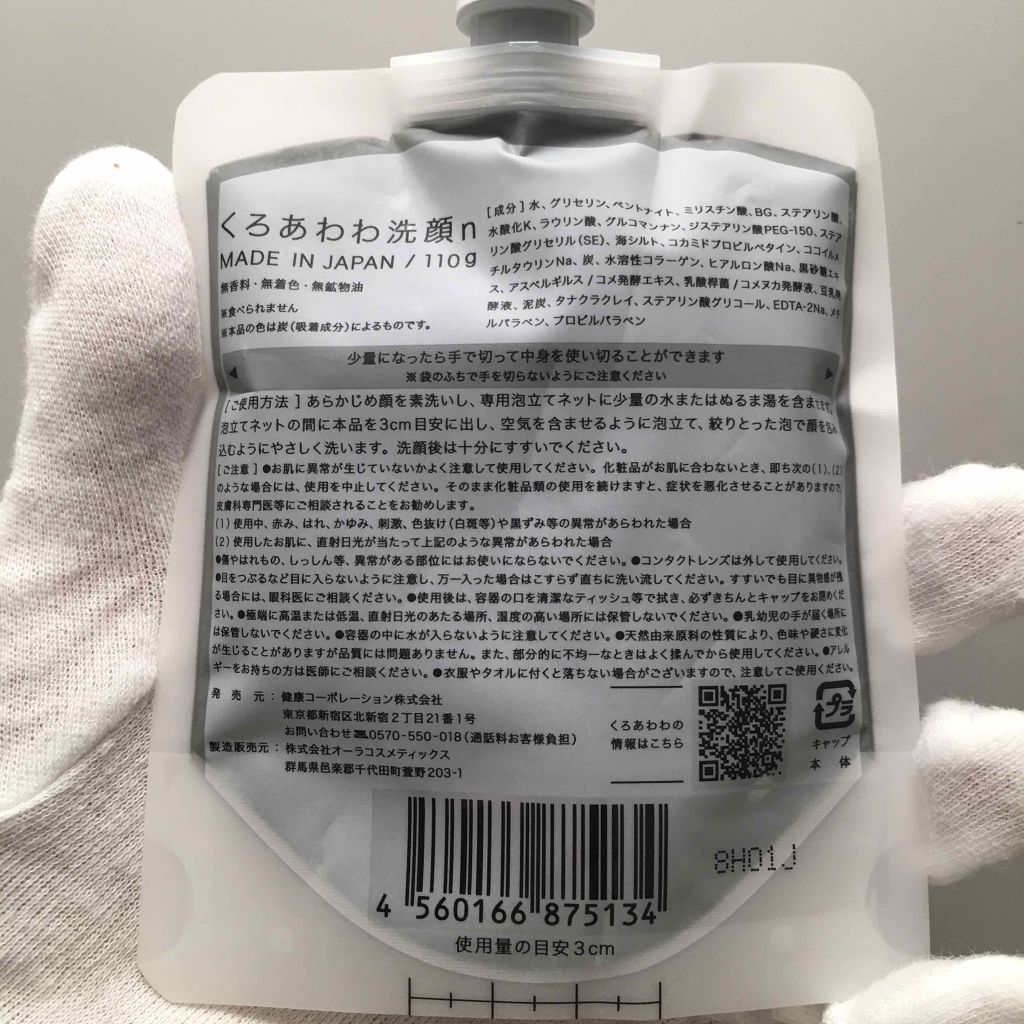 くろあわわ洗顔n
MADE IN JAPAN / 110g
無香料・無着色・無鉱物油
※食べられません
※本品の色は炭(吸着成分)によるものです。
[成分]水、グリセリン、ベントナイト、ミリスチン酸、BG、ステアリン酸、
水酸化K、ラウリン酸、グルコマンナン、ジステアリン酸PEG-150、ステア
リン酸グリセリル(SE)、海シルト、コカミドプロピルベタイン、ココイルメ
チルタウリンNa、炭、水溶性コラーゲン、ヒアルロン酸Na、黒砂糖エキ
ス、アスペルギルス/コメ発酵エキス、乳酸桿菌/コメヌカ発酵液、豆乳発
酵液、泥炭、タナクラクレイ、ステアリン酸グリコール、EDTA-2Na、メチ
ルパラベン、プロピルパラベン
少量になったら手で切って中身を使い切ることができます
※袋のふちで手を切らないようにご注意ください
[ご使用方法]あらかじめ顔を素洗いし、専用泡立てネットに少量の水またはぬるま湯を含ませます。
泡立てネットの間に本品を3cm目安に出し、空気を含ませるように泡立て、絞りとった泡で顔を包み
込むようにやさしく洗います。洗顔後は十分にすすいでください。
[ご注意]●お肌に異常が生じていないかよく注意して使用してください。化粧品がお肌に合わないとき、即ち次の(1)、(2)
のような場合には、使用を中止してください。そのまま化粧品類の使用を続けますと、症状を悪化させることがありますので、
皮膚科専門医等にご相談されることをお勧めします。
(1)使用中、赤み、はれ、かゆみ、刺激、色抜け(白斑等)や黒ずみ等の異常があらわれた場合
(2)使用したお肌に、直射日光が当たって上記のような異常があらわれた場合
●傷やはれもの、しっしん等、異常がある部位にはお使いにならないでください。●コンタクトレンズは外して使用してください。
●目をつぶるなど目に入らないように注意し、万一入った場合はこすらず直ちに洗い流してください。すすいでも目に異物感が残
る場合には、眼科医にご相談ください。●使用後は、容器の口を清潔なティッシュ等で拭き、必ずきちんとキャップをお閉めくだ
さい。●極端に高温または低温、直射日光のあたる場所、湿度の高い場所には保管しないでください。●乳幼児の手が届く場所に
は保管しないでください。●容器の中に水が入らないように注意してください。●天然由来原料の性質により、色味や硬さに変化
が生じることがありますが品質には問題ありません。また、部分的に不均一なときはよく揉んでから使用してください。●アレル
ギーをお持ちの方は医師にご相談ください。●衣服やタオルに付くと落ちない場合がございますので、注意してご使用ください。
発売元:健康コーポレーション株式会社
東京都新宿区北新宿2丁目21番1号
お問い合わせ 0570-550-018(通話料お客様負担)
製造販売元:株式会社オーラコスメティックス
群馬県邑楽郡千代田町萱野203-1
くろあわわの
情報はこちら
プラ
キャップ
本体
8H01J
4 560166 875134
使用量の目安3cm